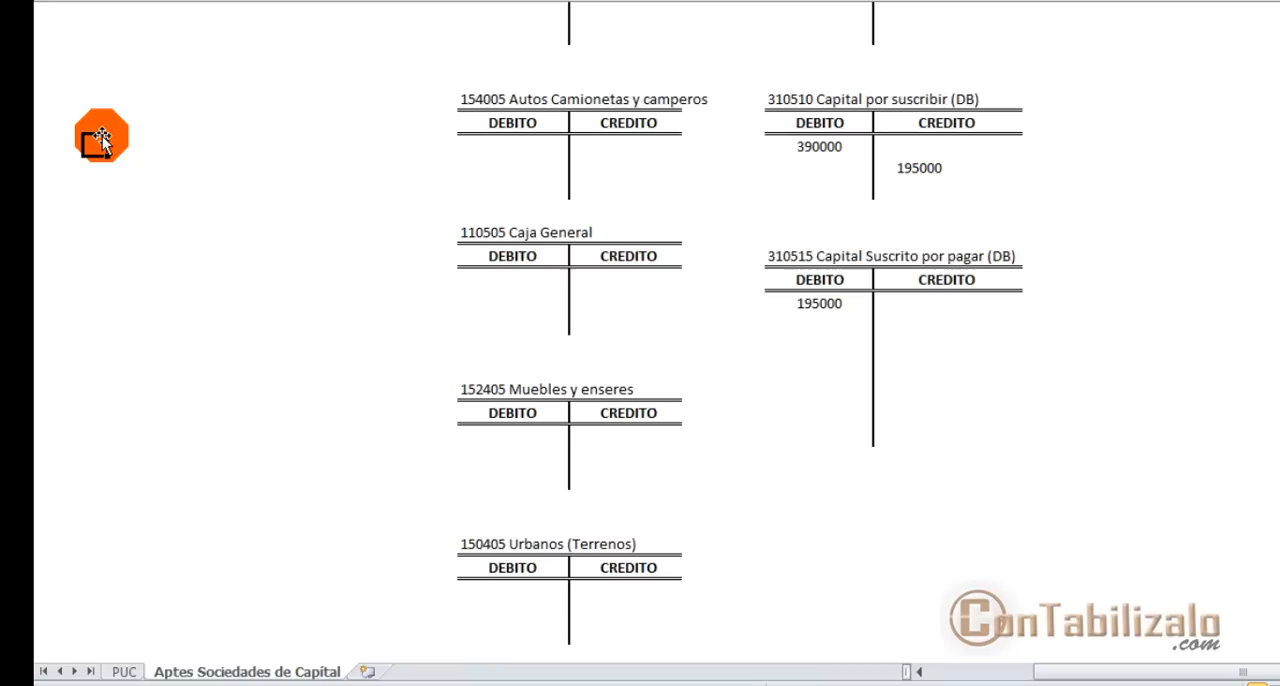 154005 Autos Camionetas y camperos
310510 Capital por suscribir (DB)
DEBITO CREDITO
DEBITO CREDITO
390000
195000
110505 Caja General
310515 Capital Suscrito por pagar (DB)
DEBITO CREDITO
DEBITO CREDITO
195000
152405 Muebles y enseres
DEBITO CREDITO
150405 Urbanos (Terrenos)
DEBITO CREDITO
ConTabilizalo
.com
PUC Aptes Sociedades de Capítal